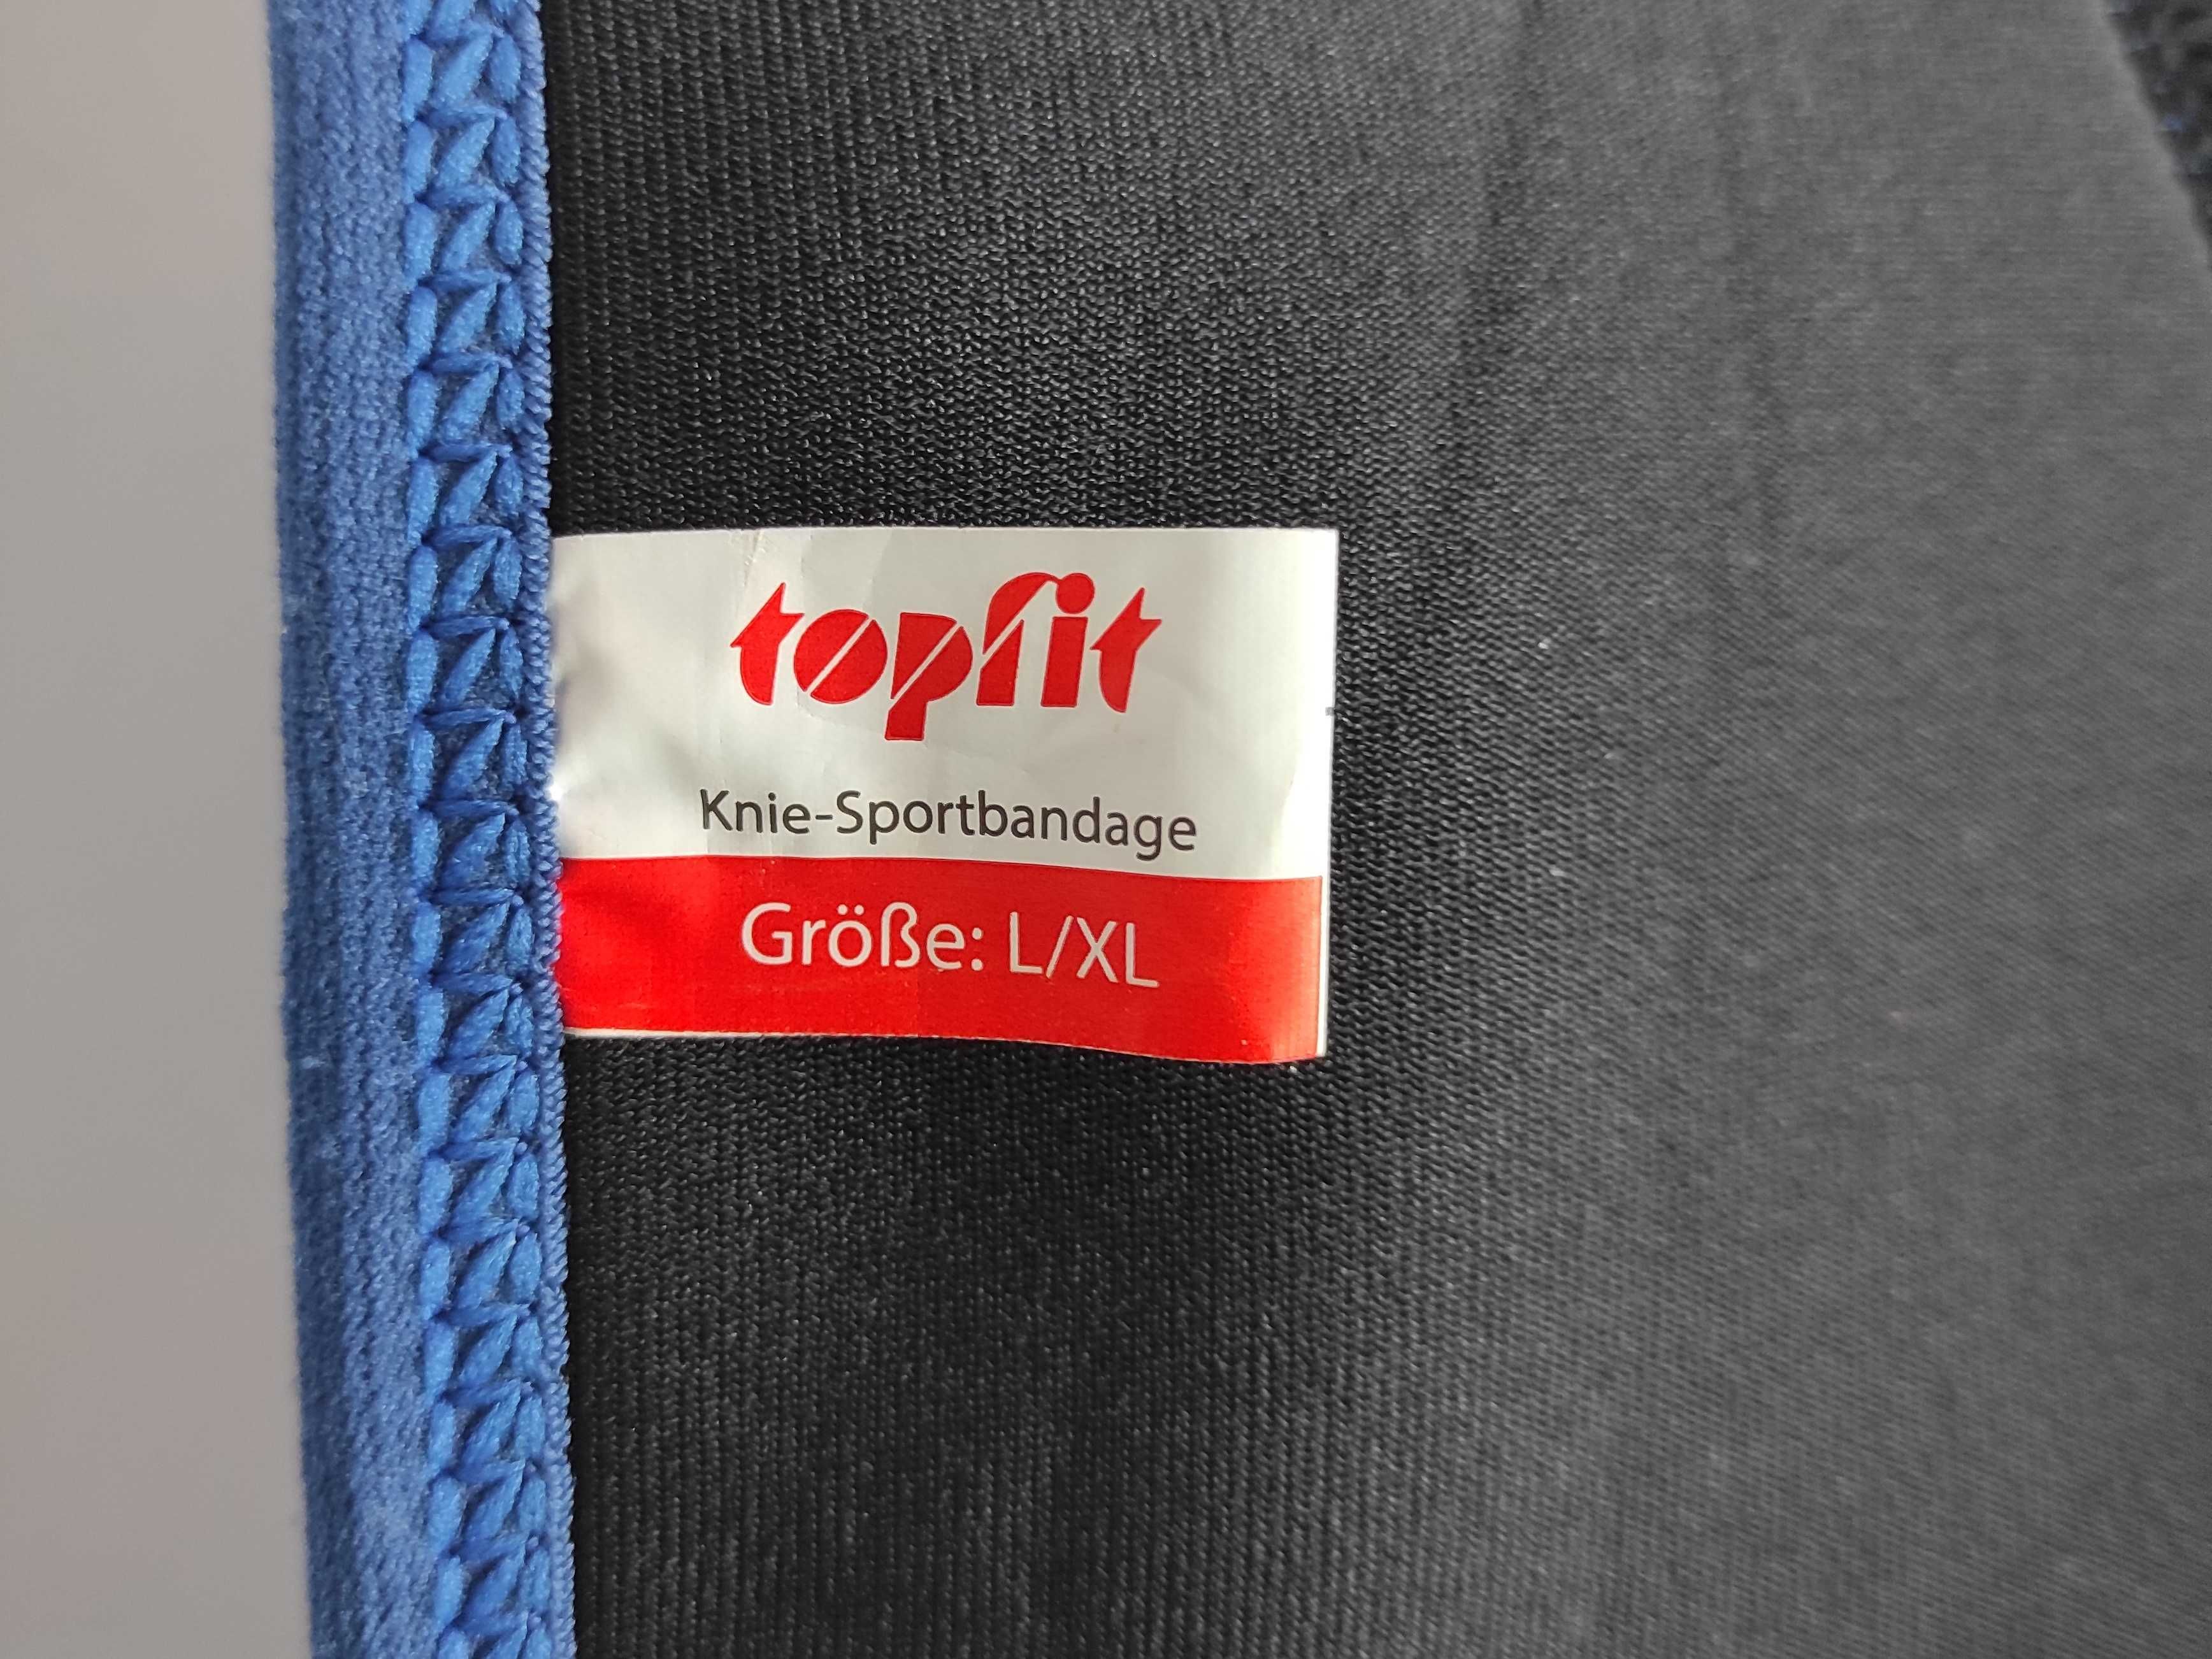 topfit
Knie-Sportbandage
Größe: L/XL